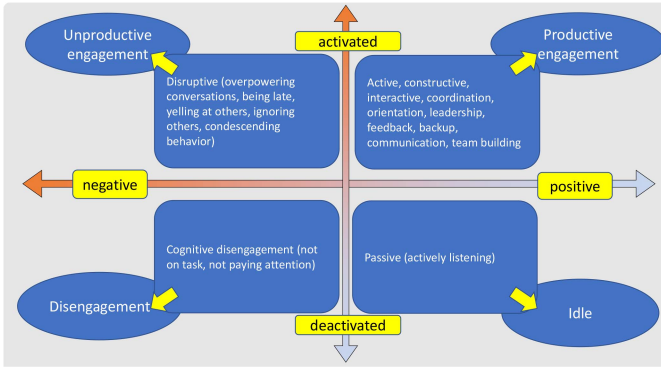 Unproductive
engagement
activated
Productive
engagement
Disruptive (overpowering
conversations, being late,
yelling at others, ignoring
others, condescending
behavior)
Active, constructive,
interactive, coordination,
orientation, leadership,
feedback, backup,
communication, team building
negative
positive
Cognitive disengagement (not
on task, not paying attention)
Passive (actively listening)
Disengagement
deactivated
Idle